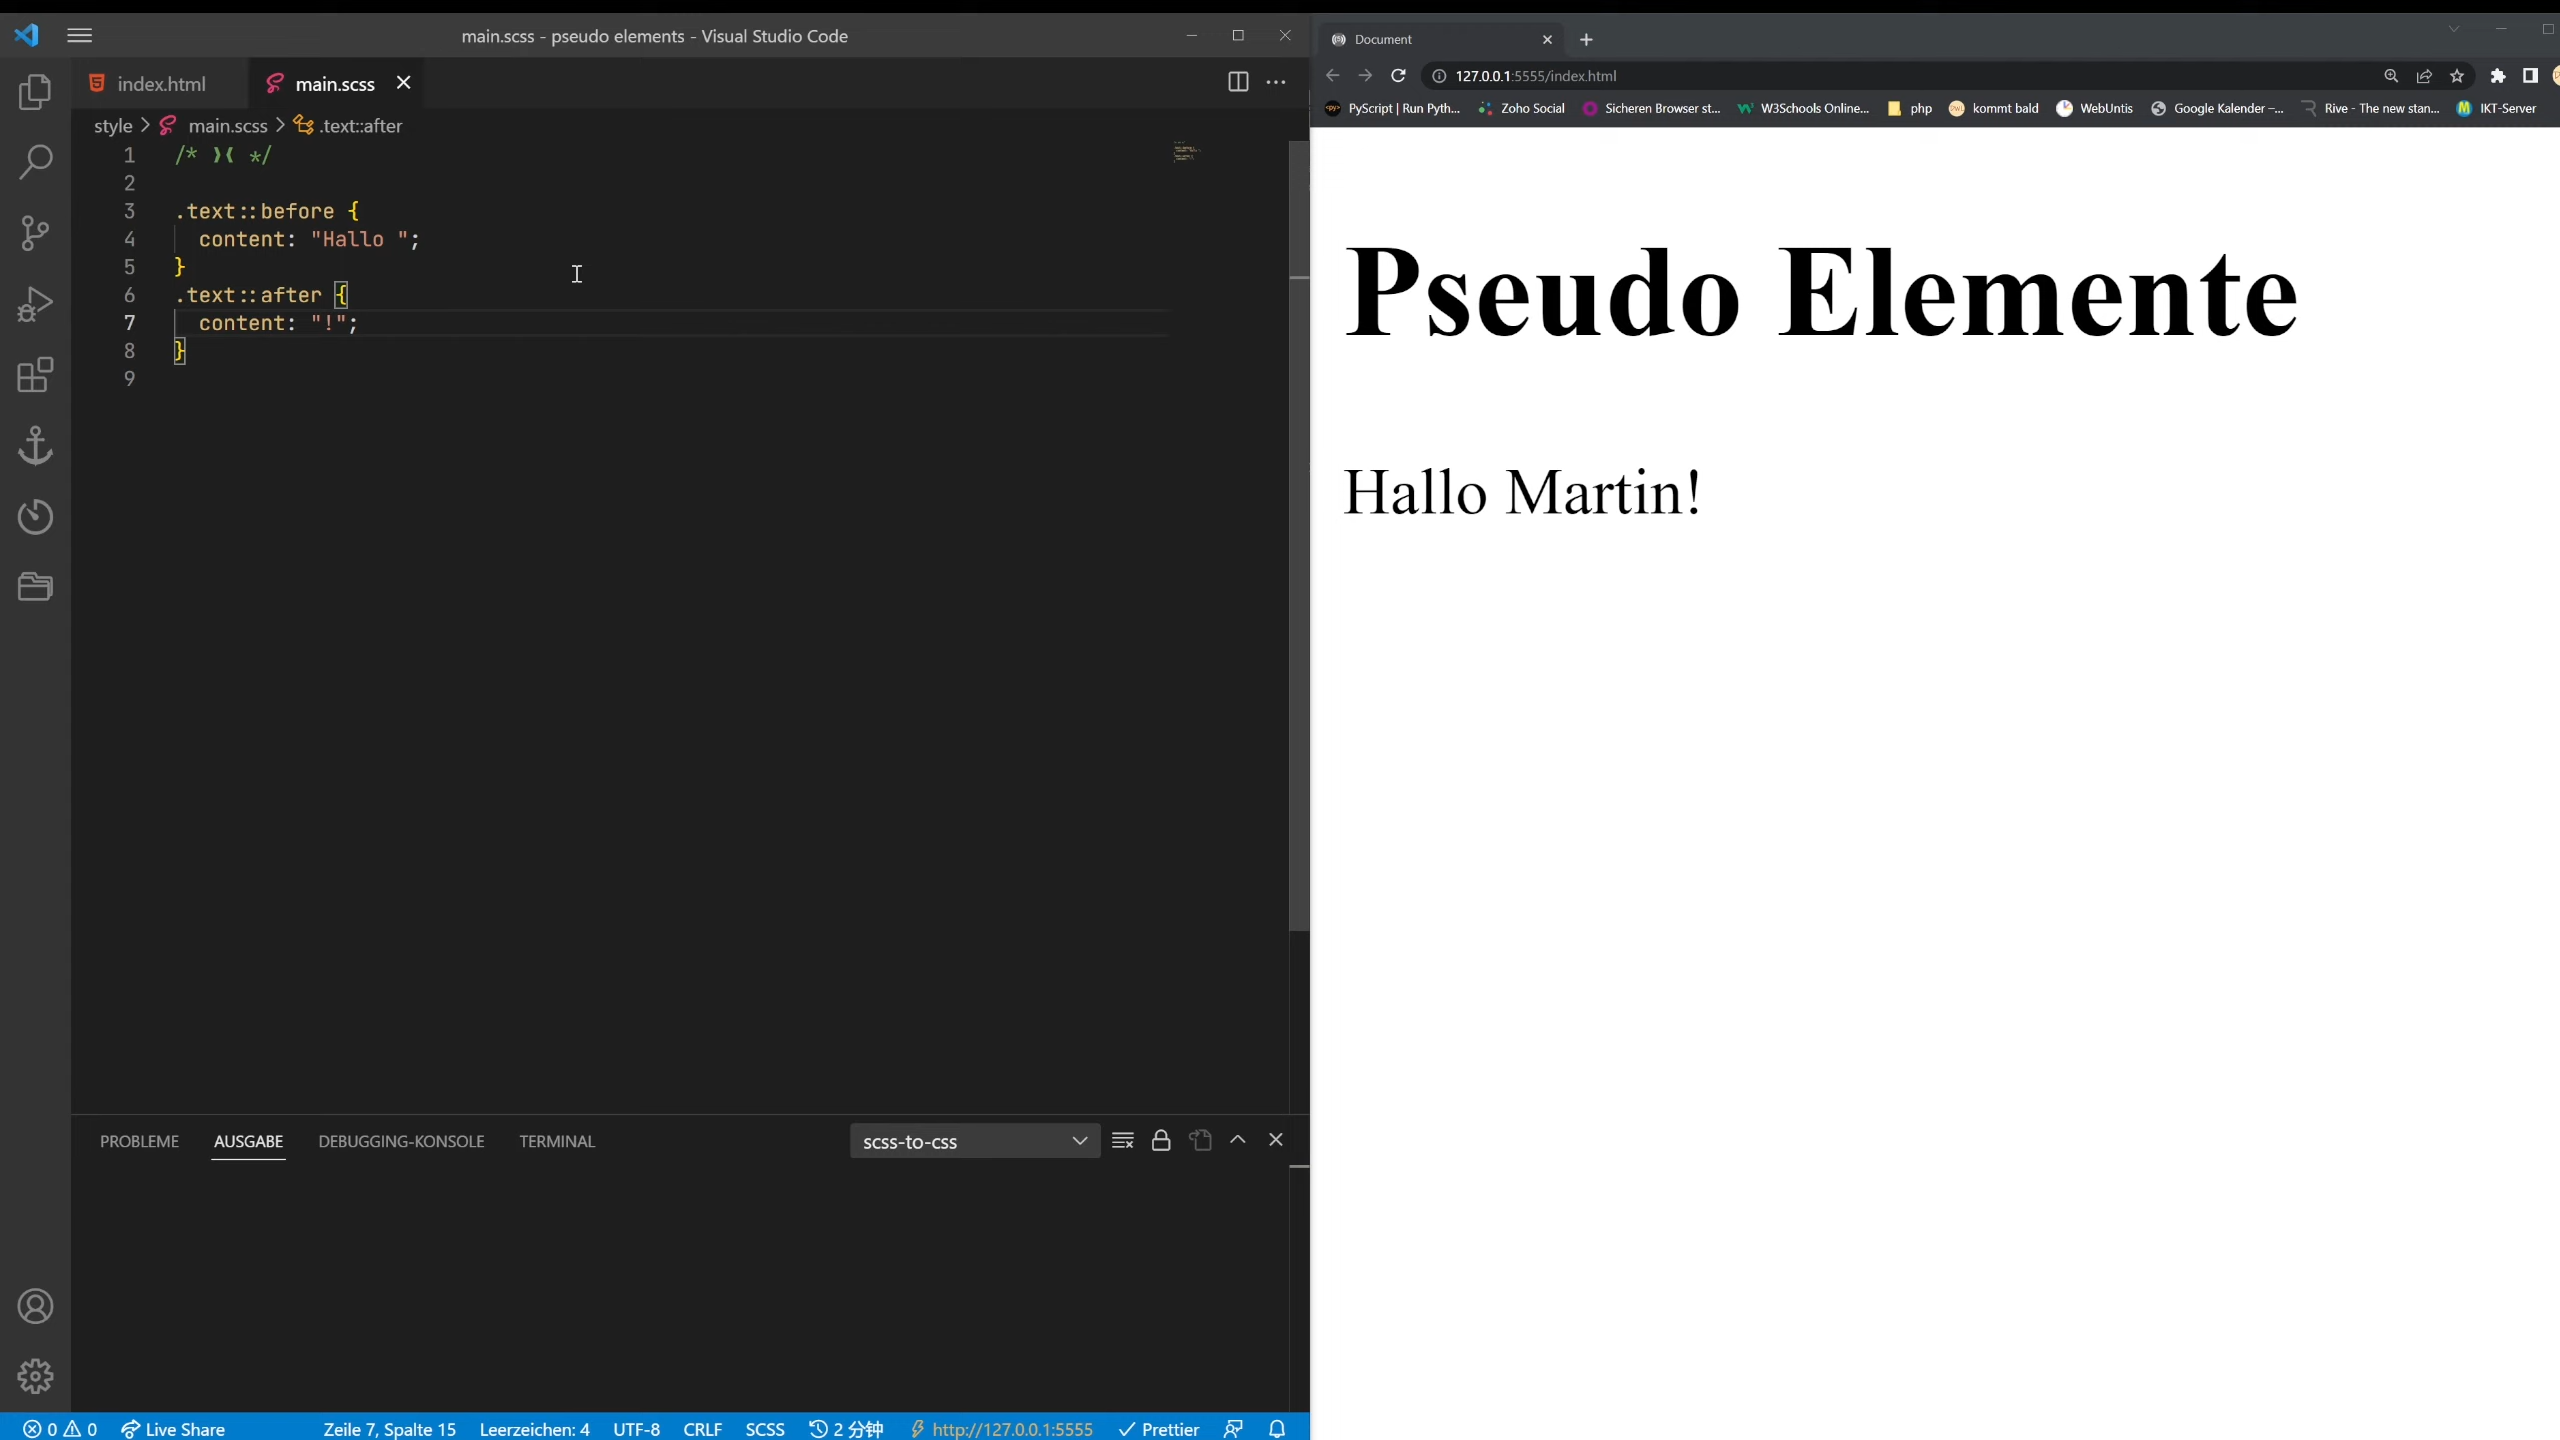 main.scss - pseudo elements - Visual Studio Code
index.html
main.scss
style > main.scss > .text::after
1 /* */
2
3 .text::before {
4 content: "Hallo ";
5 }
6 .text::after {
7 content: "!";
8 }
9
PROBLEME AUSGABE DEBUGGING-KONSOLE TERMINAL
scss-to-css
0 0 Live Share Zeile 7, Spalte 15 Leerzeichen: 4 UTF-8 CRLF SCSS 2 分钟 http://127.0.0.1:5555 Prettier
Document
127.0.0.1:5555/index.html
PyScript | Run Pyth... Zoho Social Sicheren Browser st... W3Schools Online... php kommt bald WebUntis Google Kalender –... Rive - The new stan... IKT-Server
Pseudo Elemente
Hallo Martin!